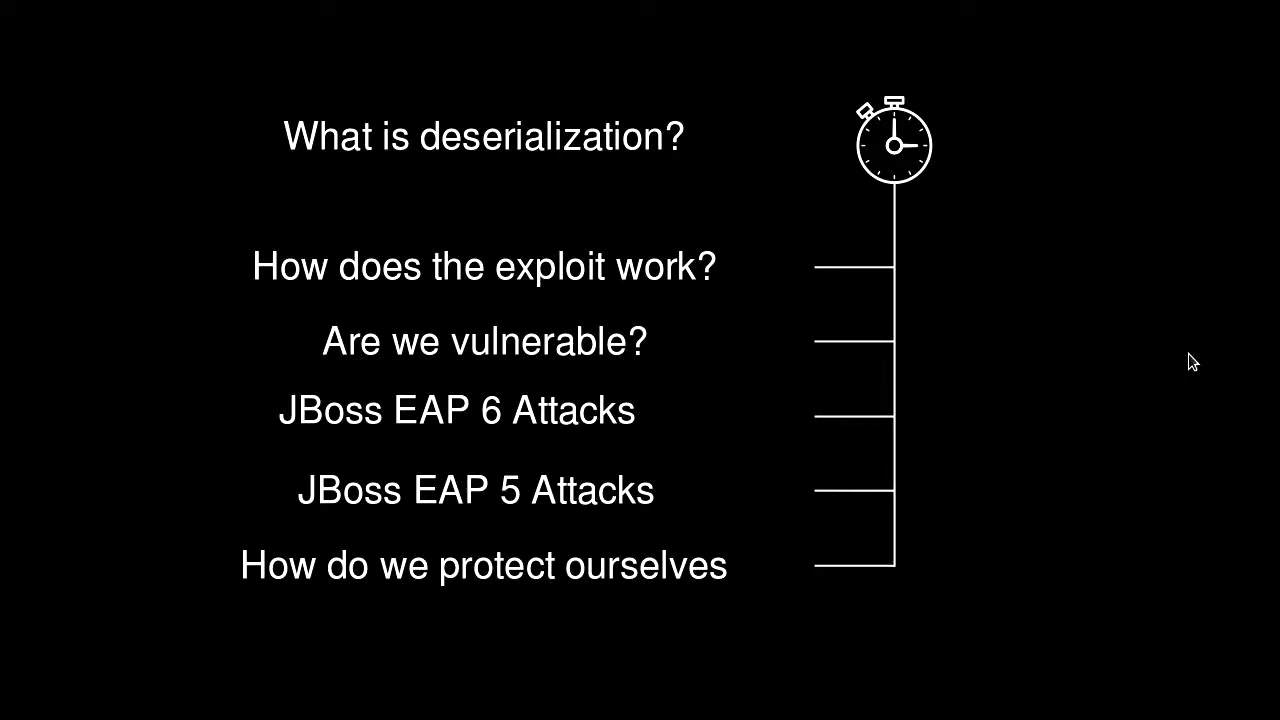 What is deserialization?
How does the exploit work?
Are we vulnerable?
JBoss EAP 6 Attacks
JBoss EAP 5 Attacks
How do we protect ourselves